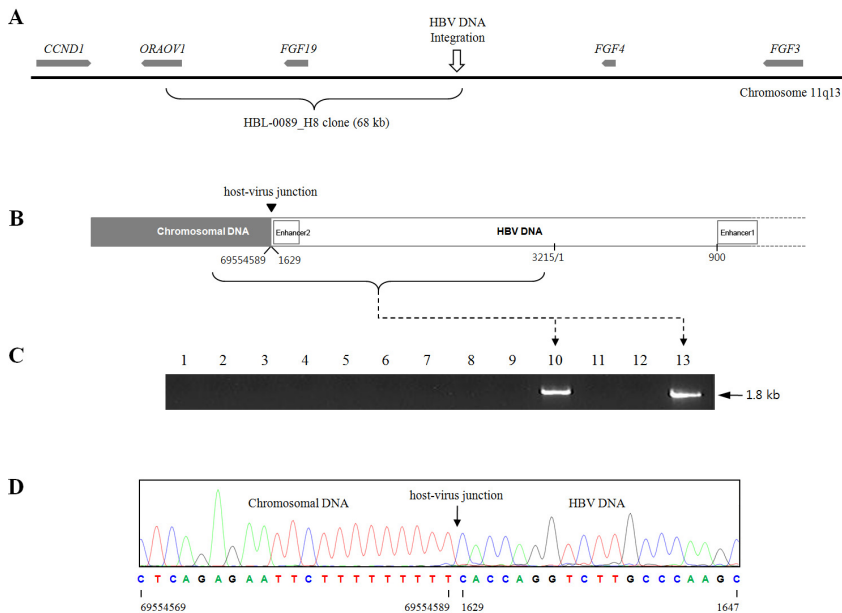 A
HBV DNA
Integration
CCND1 ORAOV1 FGF19 FGF4 FGF3
Chromosome 11q13
HBL-0089_H8 clone (68 kb)
host-virus junction
B
Chromosomal DNA Enhancer2 HBV DNA Enhancer1
69554589 1629 3215/1 900
C
1 2 3 4 5 6 7 8 9 10 11 12 13
1.8 kb
D
Chromosomal DNA host-virus junction HBV DNA
C T C A G A G A A T T C T T T T T T T T T C A C C A G G T C T T G C C C A A G C
69554569 69554589 1629 1647